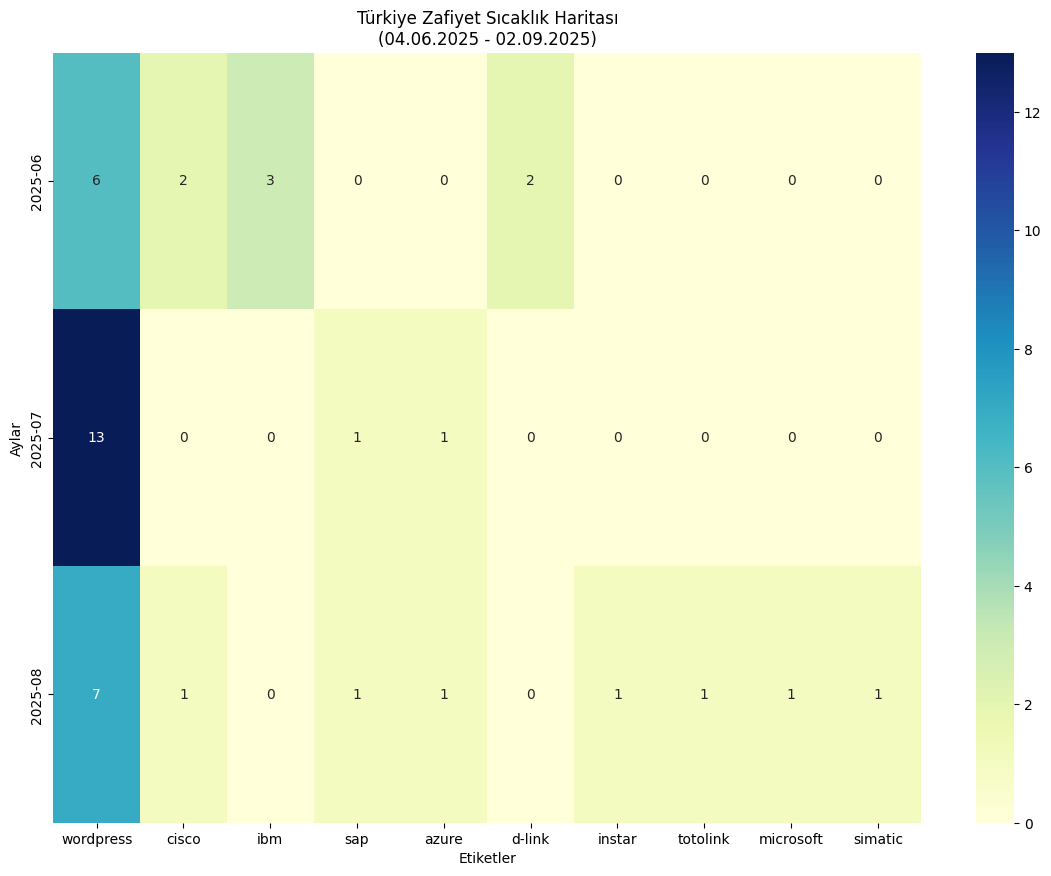 Türkiye Zafiyet Sıcaklık Haritası
(04.06.2025 - 02.09.2025)
Aylar
2025-06
6 2 3 0 0 2 0 0 0 0
2025-07
13 0 0 1 1 0 0 0 0 0
2025-08
7 1 0 1 1 0 1 1 1 1
wordpress cisco ibm sap azure d-link instar totolink microsoft simatic
Etiketler
12
10
8
6
4
2
0